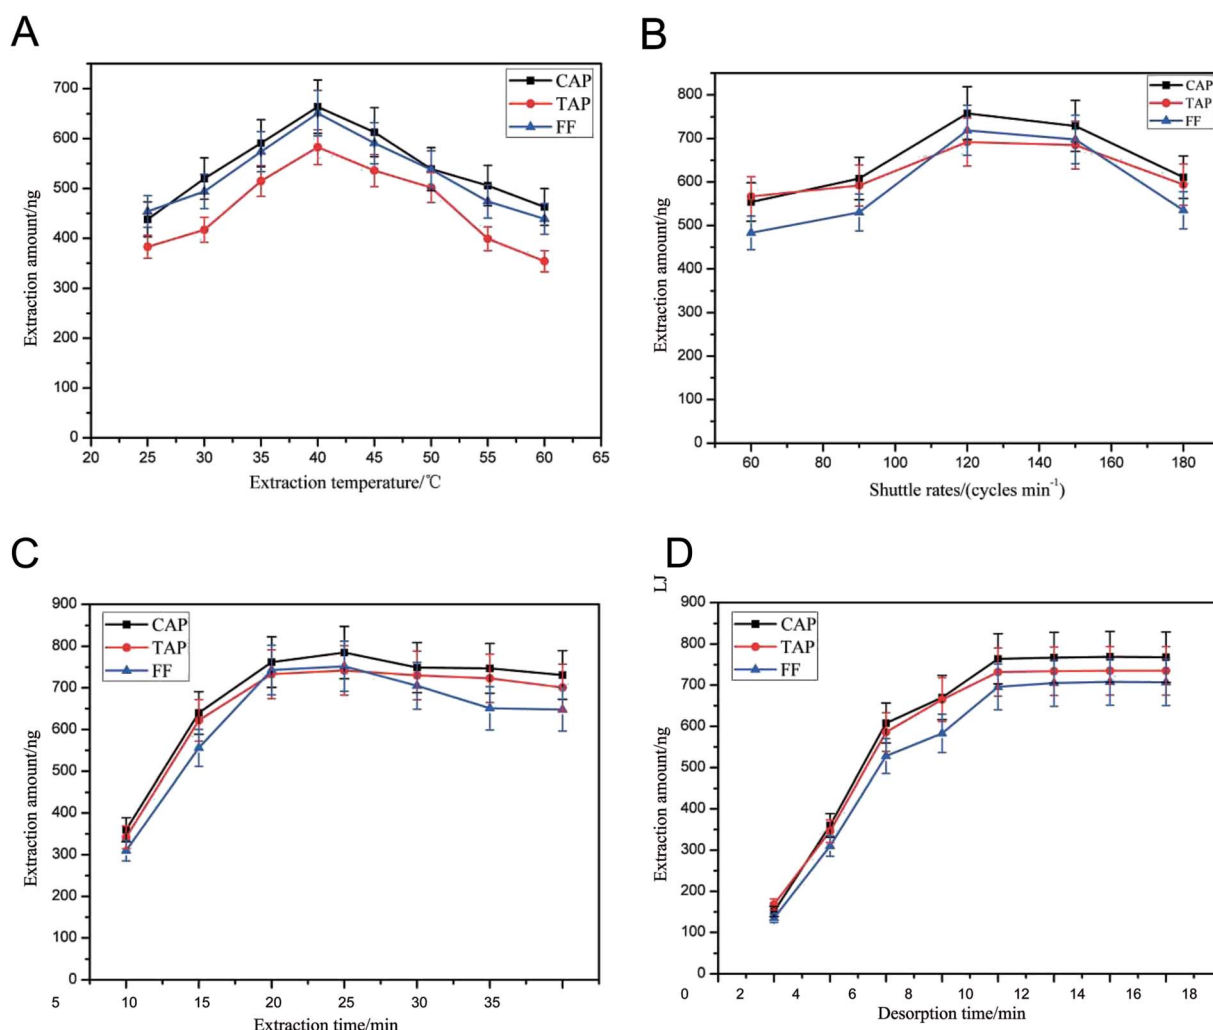 A
CAP
TAP
FF
700
600
500
400
300
200
100
0
Extraction amount/ng
20 25 30 35 40 45 50 55 60 65
Extraction temperature/℃
B
CAP
TAP
FF
800
700
600
500
400
300
200
100
0
Extraction amount/ng
60 80 100 120 140 160 180
Shuttle rates/(cycles min⁻¹)
C
CAP
TAP
FF
900
800
700
600
500
400
300
200
100
0
Extraction amount/ng
5 10 15 20 25 30 35
Extraction time/min
D
LJ
CAP
TAP
FF
900
800
700
600
500
400
300
200
100
0
Extraction amount/ng
0 2 4 6 8 10 12 14 16 18
Desorption time/min